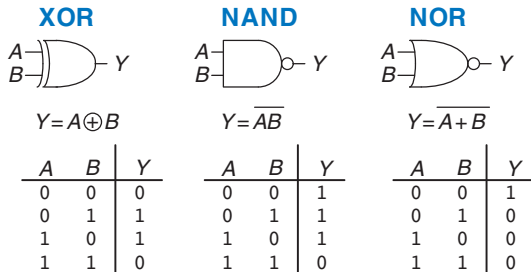 XOR NAND NOR
A B Y A B Y A B Y
Y = A ⊕ B Y = \overline{AB} Y = \overline{A + B}
A B Y A B Y A B Y
0 0 0 0 0 1 0 0 1
0 1 1 0 1 1 0 1 0
1 0 1 1 0 1 1 0 0
1 1 0 1 1 0 1 1 0